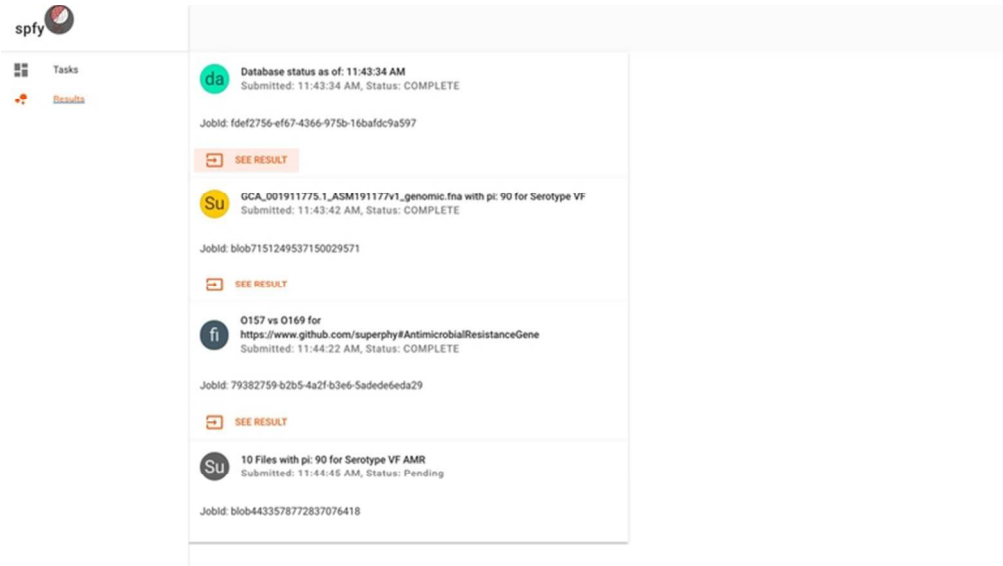 spfy
Tasks
Results
da
Database status as of: 11:43:34 AM
Submitted: 11:43:34 AM, Status: COMPLETE
JobId: fdef2756-ef67-4366-975b-16bafdc9a597
SEE RESULT
Su
GCA_001911775.1_ASM191177v1_genomic.fna with pi: 90 for Serotype VF
Submitted: 11:43:42 AM, Status: COMPLETE
JobId: blob7151249537150029571
SEE RESULT
fi
O157 vs O169 for
https://www.github.com/superphy#AntimicrobialResistanceGene
Submitted: 11:44:22 AM, Status: COMPLETE
JobId: 79382759-b2b5-4a2f-b3e6-5adede6eda29
SEE RESULT
Su
10 Files with pi: 90 for Serotype VF AMR
Submitted: 11:44:45 AM, Status: Pending
JobId: blob4433578772837076418